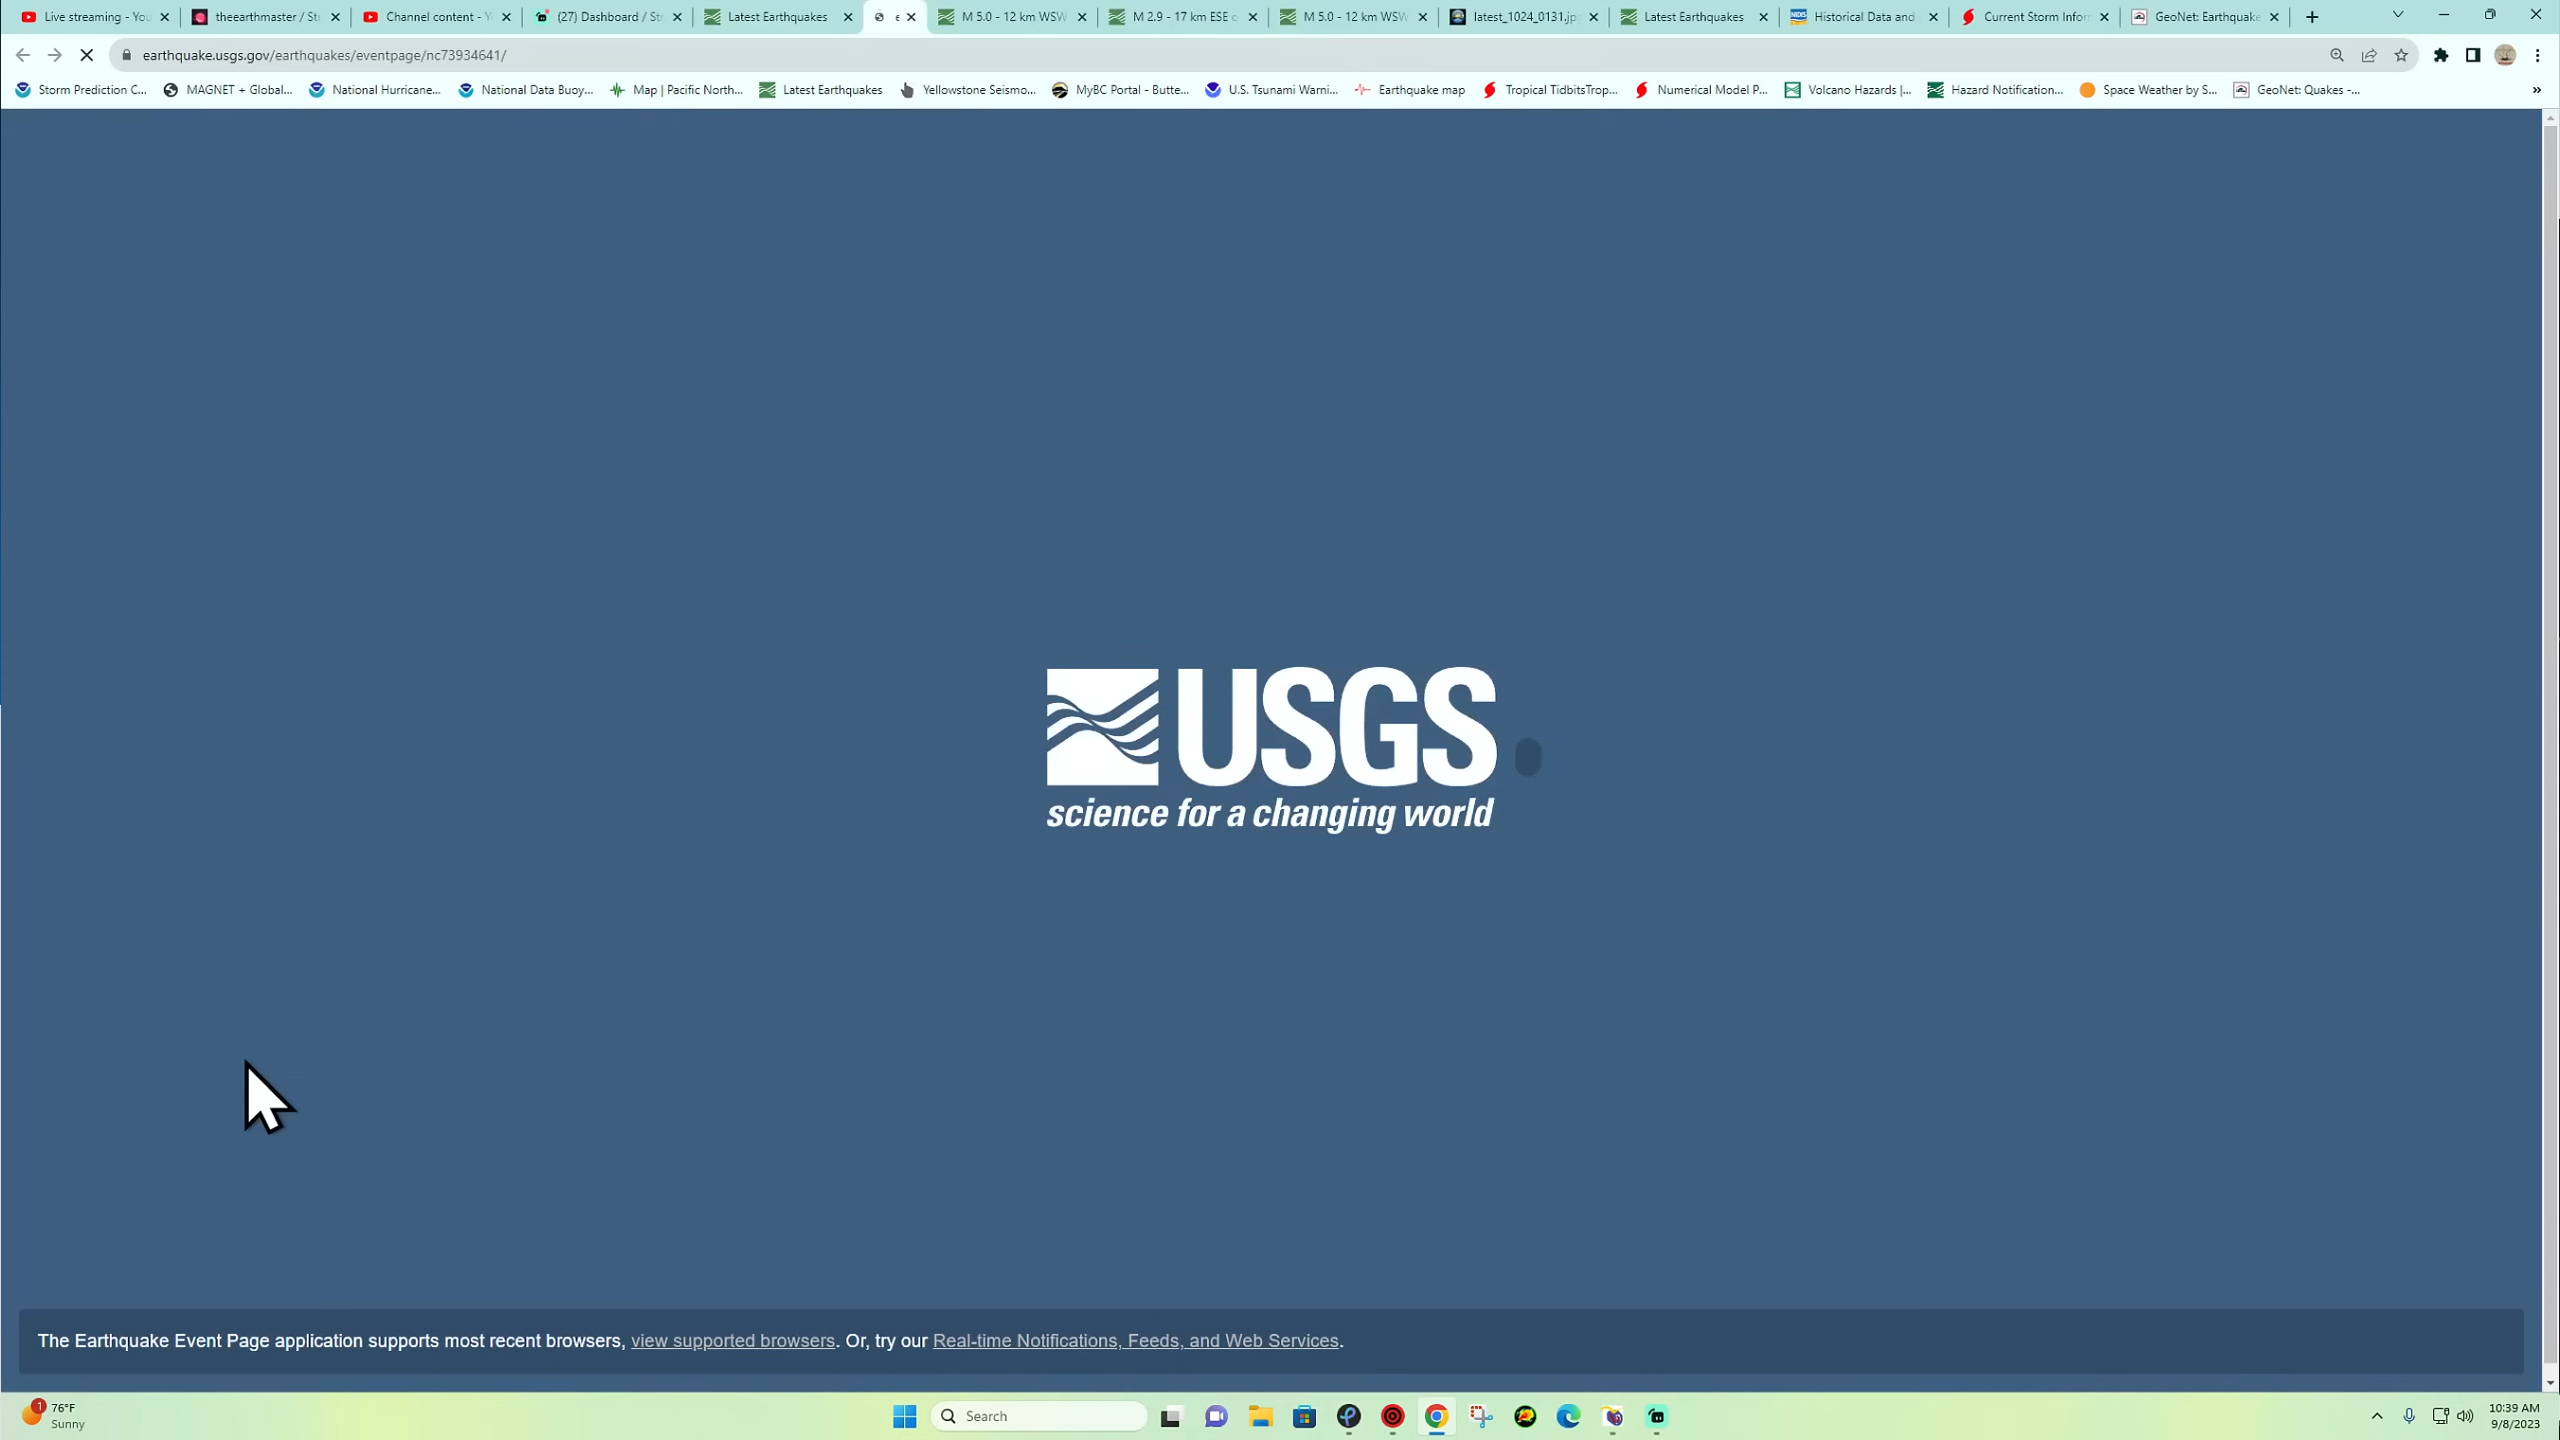 Live streaming - You
theearthmaster / St
Channel content - Y
(27) Dashboard / St
Latest Earthquakes
M 5.0 - 12 km WSW
M 2.9 - 17 km ESE o
M 5.0 - 12 km WSW
latest_1024_0131.jp
Latest Earthquakes
Historical Data and
Current Storm Infor
GeoNet: Earthquake
earthquake.usgs.gov/earthquakes/eventpage/nc73934641/
Storm Prediction C...
MAGNET + Global...
National Hurricane...
National Data Buoy...
Map | Pacific North...
Latest Earthquakes
Yellowstone Seismo...
MyBC Portal - Butte...
U.S. Tsunami Warni...
Earthquake map
Tropical TidbitsTrop...
Numerical Model P...
Volcano Hazards |...
Hazard Notification...
Space Weather by S...
GeoNet: Quakes -...
»
USGS
science for a changing world
The Earthquake Event Page application supports most recent browsers, view supported browsers. Or, try our Real-time Notifications, Feeds, and Web Services.
1
76°F
Sunny
Search
10:39 AM
9/8/2023